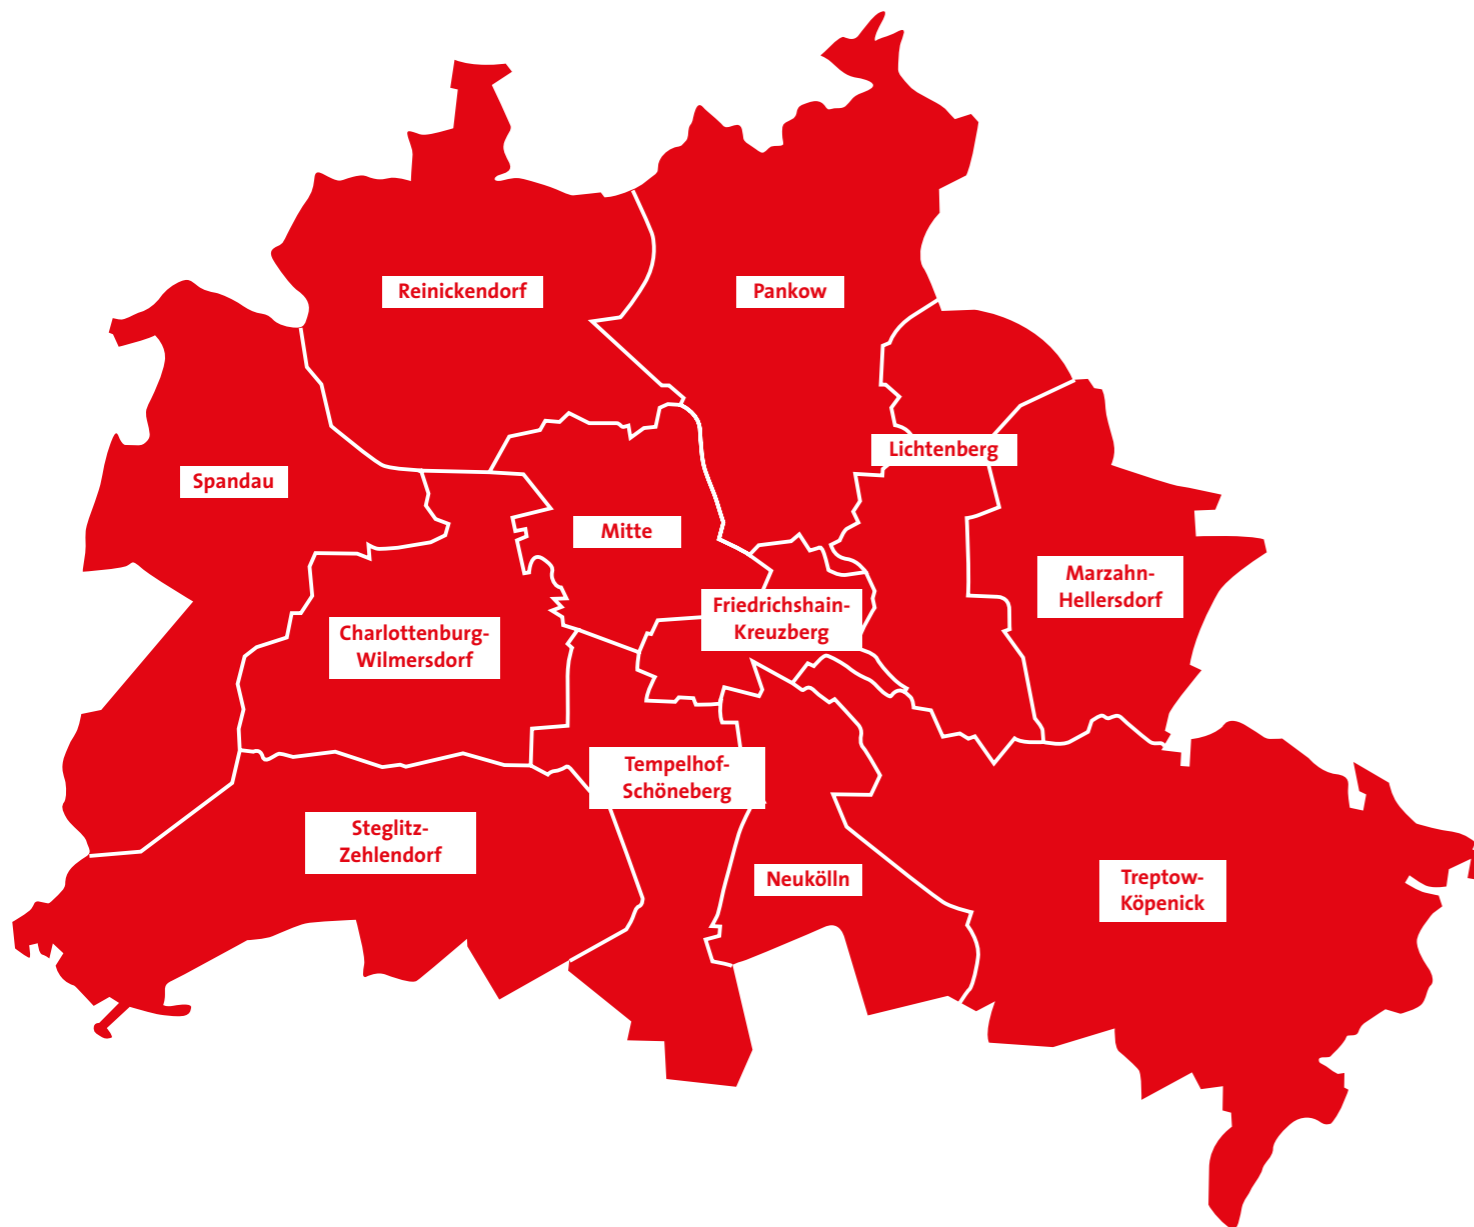 Reinickendorf
Pankow
Lichtenberg
Spandau
Mitte
Marzahn-
Hellersdorf
Friedrichshain-
Kreuzberg
Charlottenburg-
Wilmersdorf
Tempelhof-
Schöneberg
Steglitz-
Zehlendorf
Neukölln
Treptow-
Köpenick